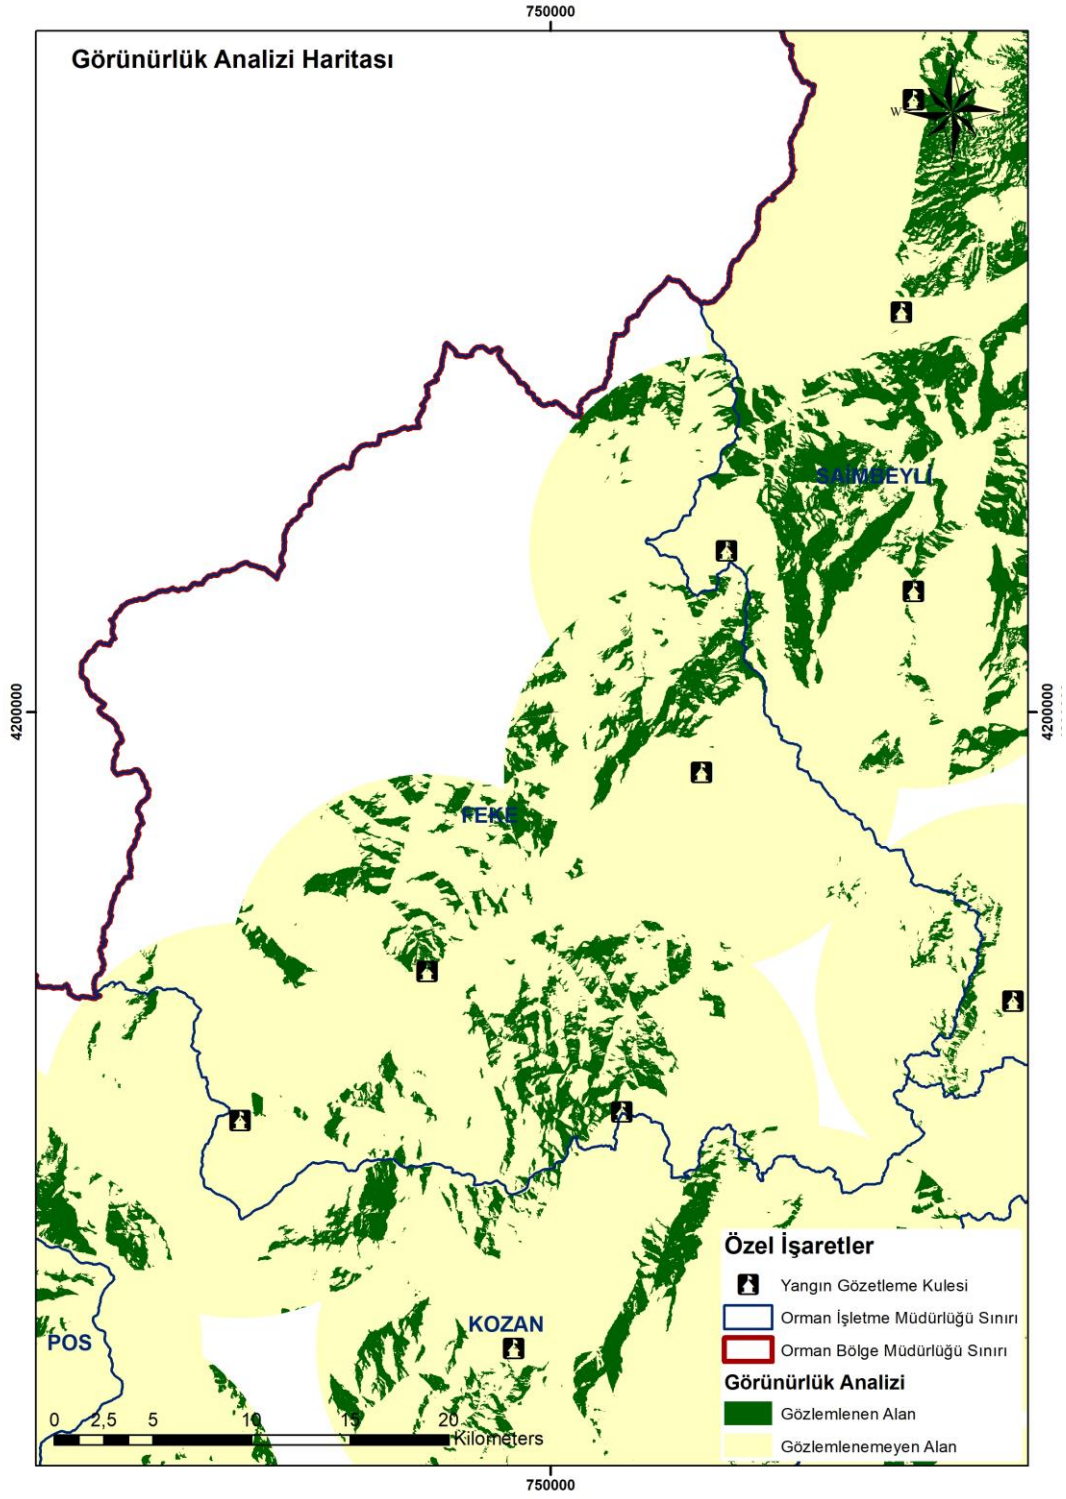 750000
Görünürlük Analizi Haritası
W
SAİMBEYLİ
4200000
4200000
FEKE
KOZAN
POS
Özel İşaretler
Yangın Gözetleme Kulesi
Orman İşletme Müdürlüğü Sınırı
Orman Bölge Müdürlüğü Sınırı
Görünürlük Analizi
Gözlemlenen Alan
Gözlemlenemeyen Alan
0 2,5 5 10 15 20
Kilometers
750000